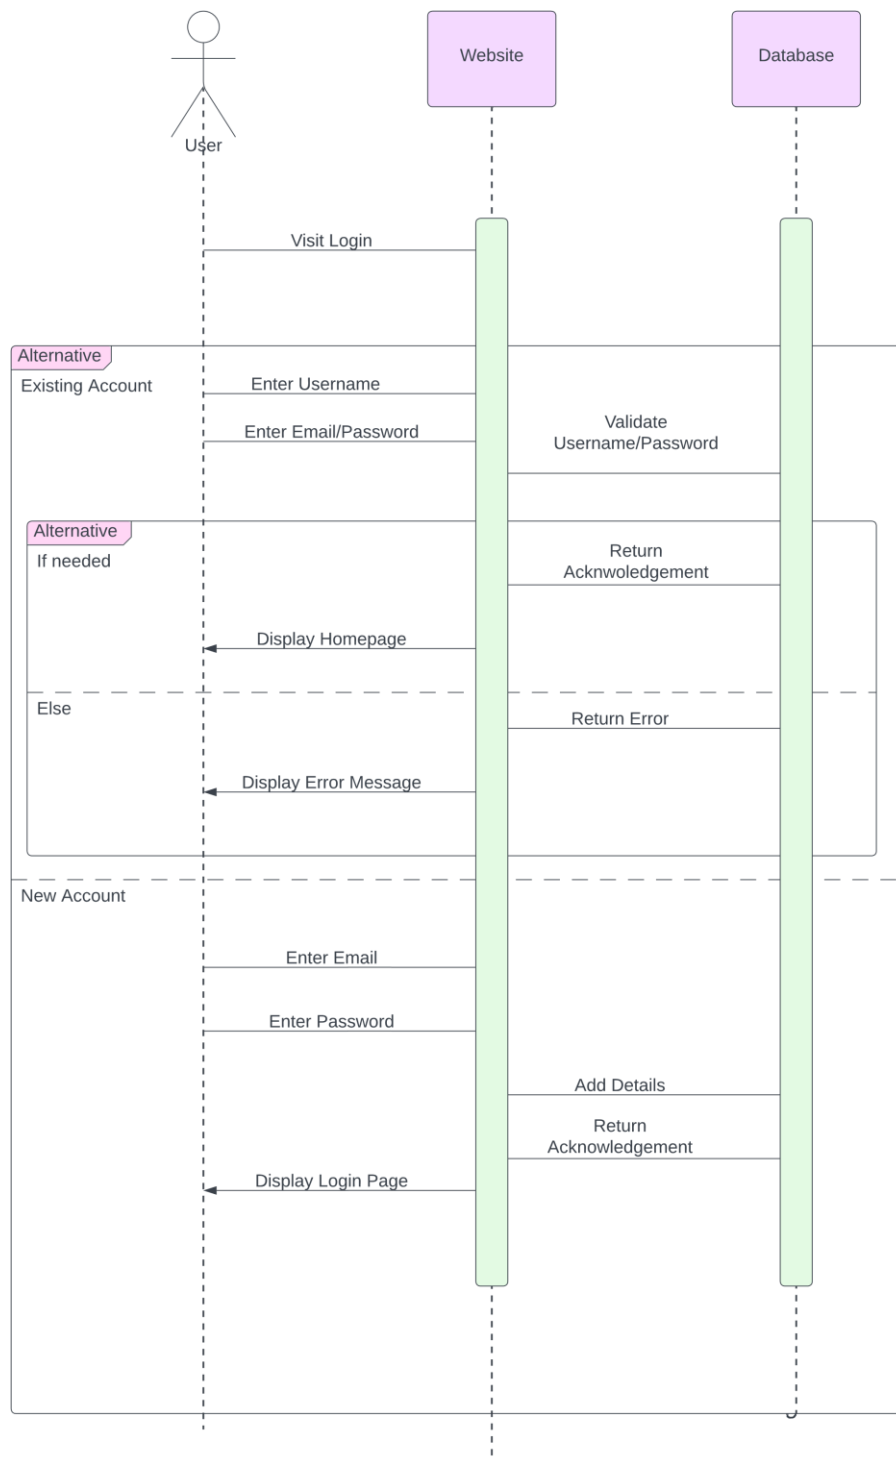 Website
Database
User
Visit Login
Alternative
Existing Account
Enter Username
Enter Email/Password
Validate
Username/Password
Alternative
If needed
Return
Acknwoledgement
Display Homepage
Else
Return Error
Display Error Message
New Account
Enter Email
Enter Password
Add Details
Return
Acknowledgement
Display Login Page